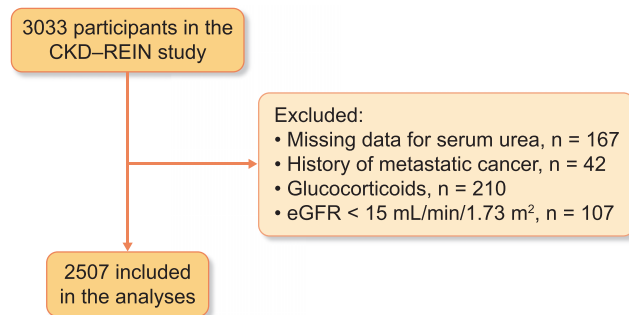 3033 participants in the
CKD–REIN study
Excluded:
• Missing data for serum urea, n = 167
• History of metastatic cancer, n = 42
• Glucocorticoids, n = 210
• eGFR < 15 mL/min/1.73 m², n = 107
2507 included
in the analyses